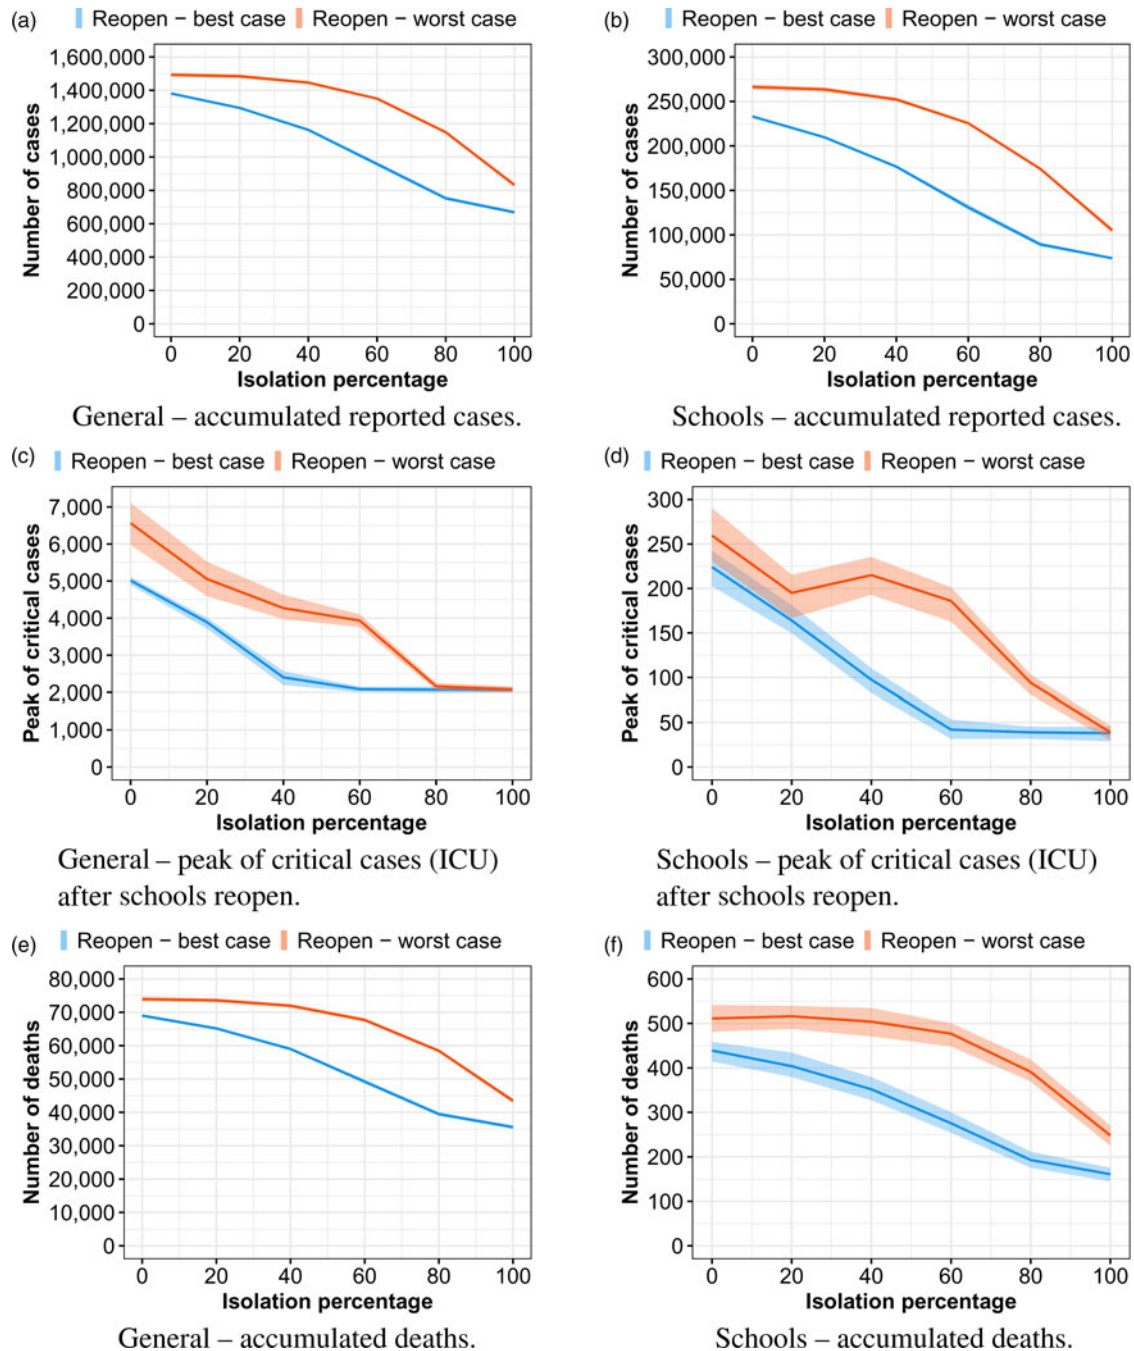 (a) Reopen − best case Reopen − worst case
1,600,000
1,400,000
1,200,000
1,000,000
800,000
600,000
400,000
200,000
0
Number of cases
0 20 40 60 80 100
Isolation percentage
General – accumulated reported cases.
(b) Reopen − best case Reopen − worst case
300,000
250,000
200,000
150,000
100,000
50,000
0
Number of cases
0 20 40 60 80 100
Isolation percentage
Schools – accumulated reported cases.
(c) Reopen − best case Reopen − worst case
7,000
6,000
5,000
4,000
3,000
2,000
1,000
0
Peak of critical cases
0 20 40 60 80 100
Isolation percentage
General – peak of critical cases (ICU)
after schools reopen.
(d) Reopen − best case Reopen − worst case
300
250
200
150
100
50
0
Peak of critical cases
0 20 40 60 80 100
Isolation percentage
Schools – peak of critical cases (ICU)
after schools reopen.
(e) Reopen − best case Reopen − worst case
80,000
70,000
60,000
50,000
40,000
30,000
20,000
10,000
0
Number of deaths
0 20 40 60 80 100
Isolation percentage
General – accumulated deaths.
(f) Reopen − best case Reopen − worst case
600
500
400
300
200
100
0
Number of deaths
0 20 40 60 80 100
Isolation percentage
Schools – accumulated deaths.